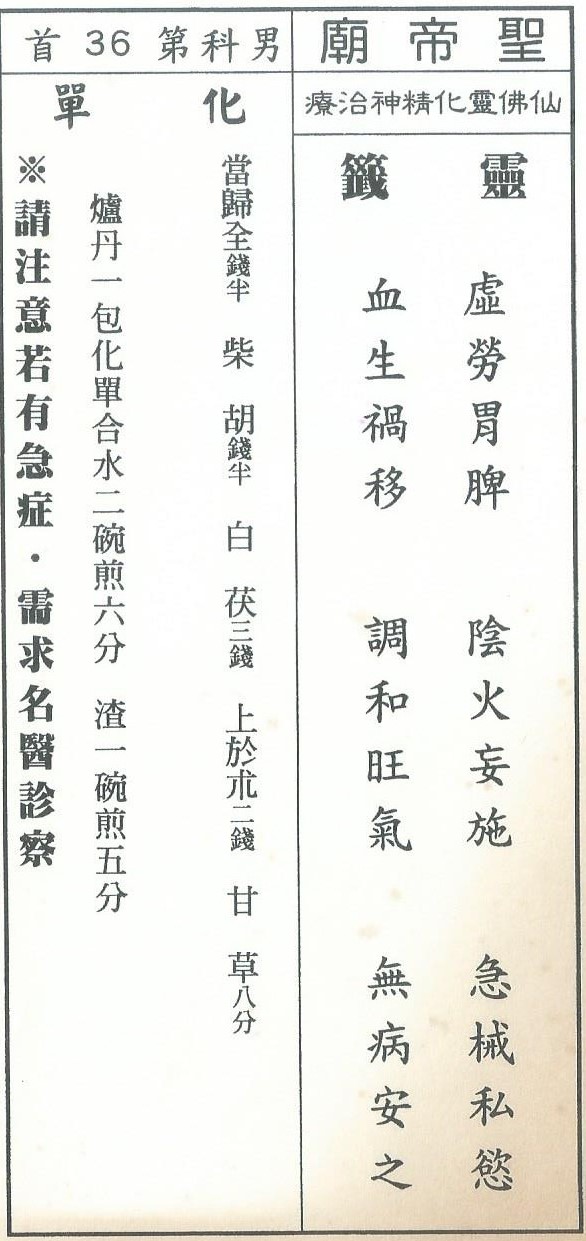 聖帝廟
仙佛靈化精神治療
靈籤
虛勞胃脾 陰火妄施 急械私慾
血生禍移 調和旺氣 無病安之
男科第36首
化單
當歸全錢半 柴胡錢半 白茯三錢 上於朮二錢 甘草八分
爐丹一包化單合水二碗煎六分 渣一碗煎五分
※請注意若有急症・需求名醫診察